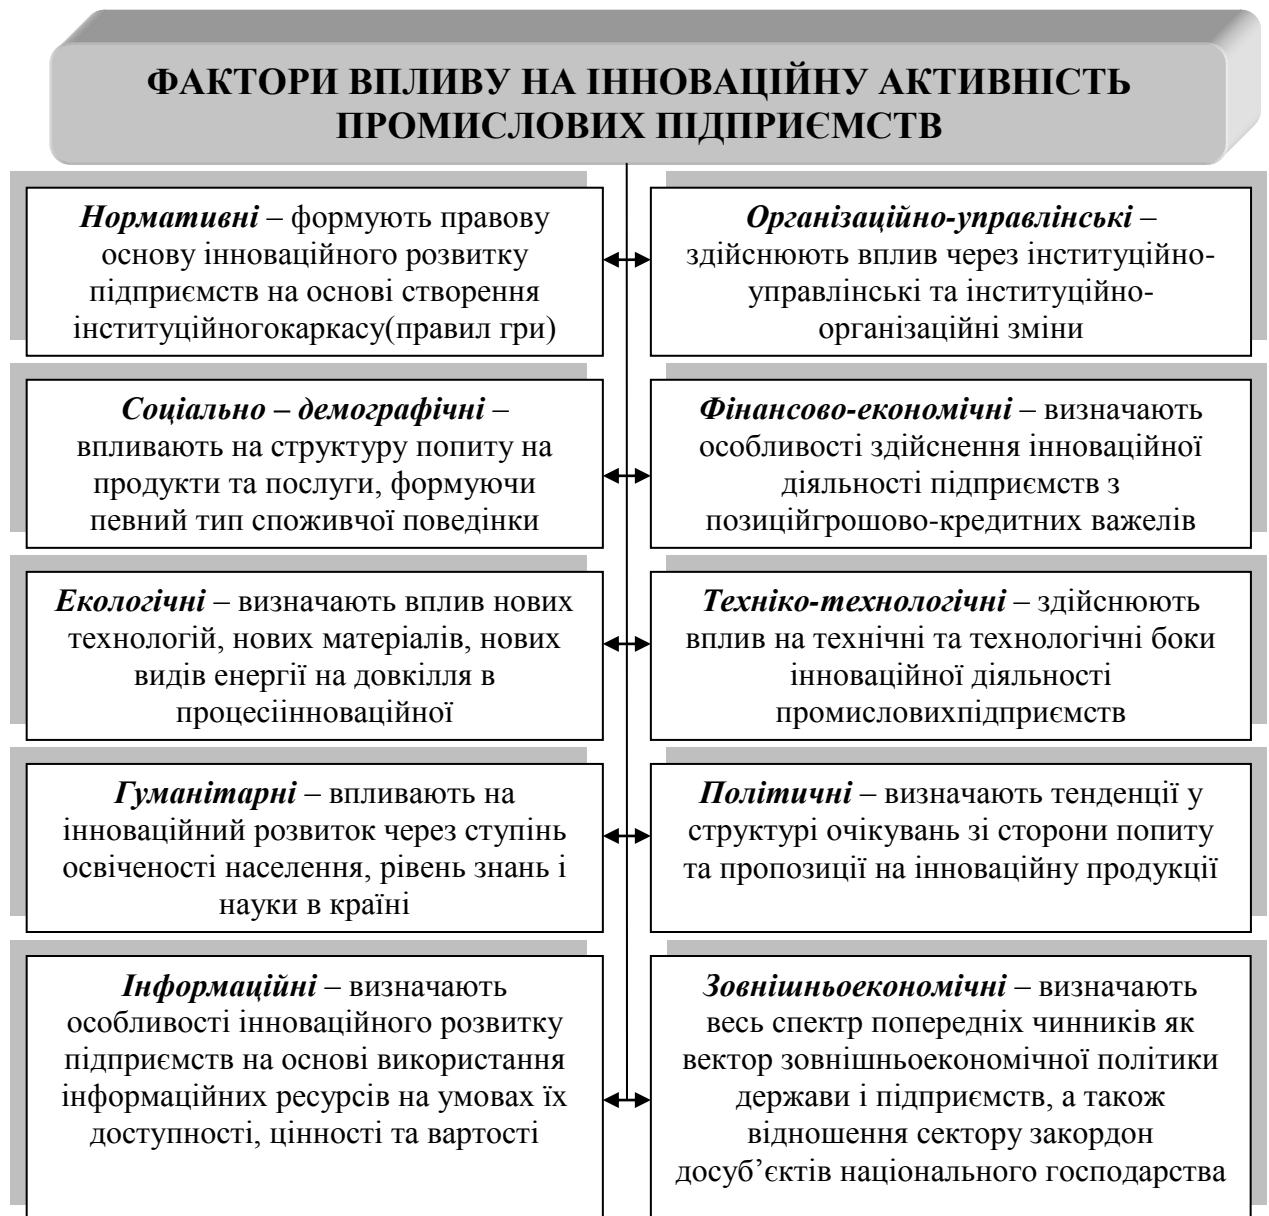 ФАКТОРИ ВПЛИВУ НА ІННОВАЦІЙНУ АКТИВНІСТЬ
ПРОМИСЛОВИХ ПІДПРИЄМСТВ
Нормативні – формують правову
основу інноваційного розвитку
підприємств на основі створення
інституційногокаркасу(правил гри)
Організаційно-управлінські –
здійснюють вплив через інституційно-
управлінські та інституційно-
організаційні зміни
Соціально – демографічні –
впливають на структуру попиту на
продукти та послуги, формуючи
певний тип споживчої поведінки
Фінансово-економічні – визначають
особливості здійснення інноваційної
діяльності підприємств з
позиційгрошово-кредитних важелів
Екологічні – визначають вплив нових
технологій, нових матеріалів, нових
видів енергії на довкілля в
процесіінноваційної
Техніко-технологічні – здійснюють
вплив на технічні та технологічні боки
інноваційної діяльності
промисловихпідприємств
Гуманітарні – впливають на
інноваційний розвиток через ступінь
освіченості населення, рівень знань і
науки в країні
Політичні – визначають тенденції у
структурі очікувань зі сторони попиту
та пропозиції на інноваційну продукції
Інформаційні – визначають
особливості інноваційного розвитку
підприємств на основі використання
інформаційних ресурсів на умовах їх
доступності, цінності та вартості
Зовнішньоекономічні – визначають
весь спектр попередніх чинників як
вектор зовнішньоекономічної політики
держави і підприємств, а також
відношення сектору закордон
досуб’єктів національного господарства